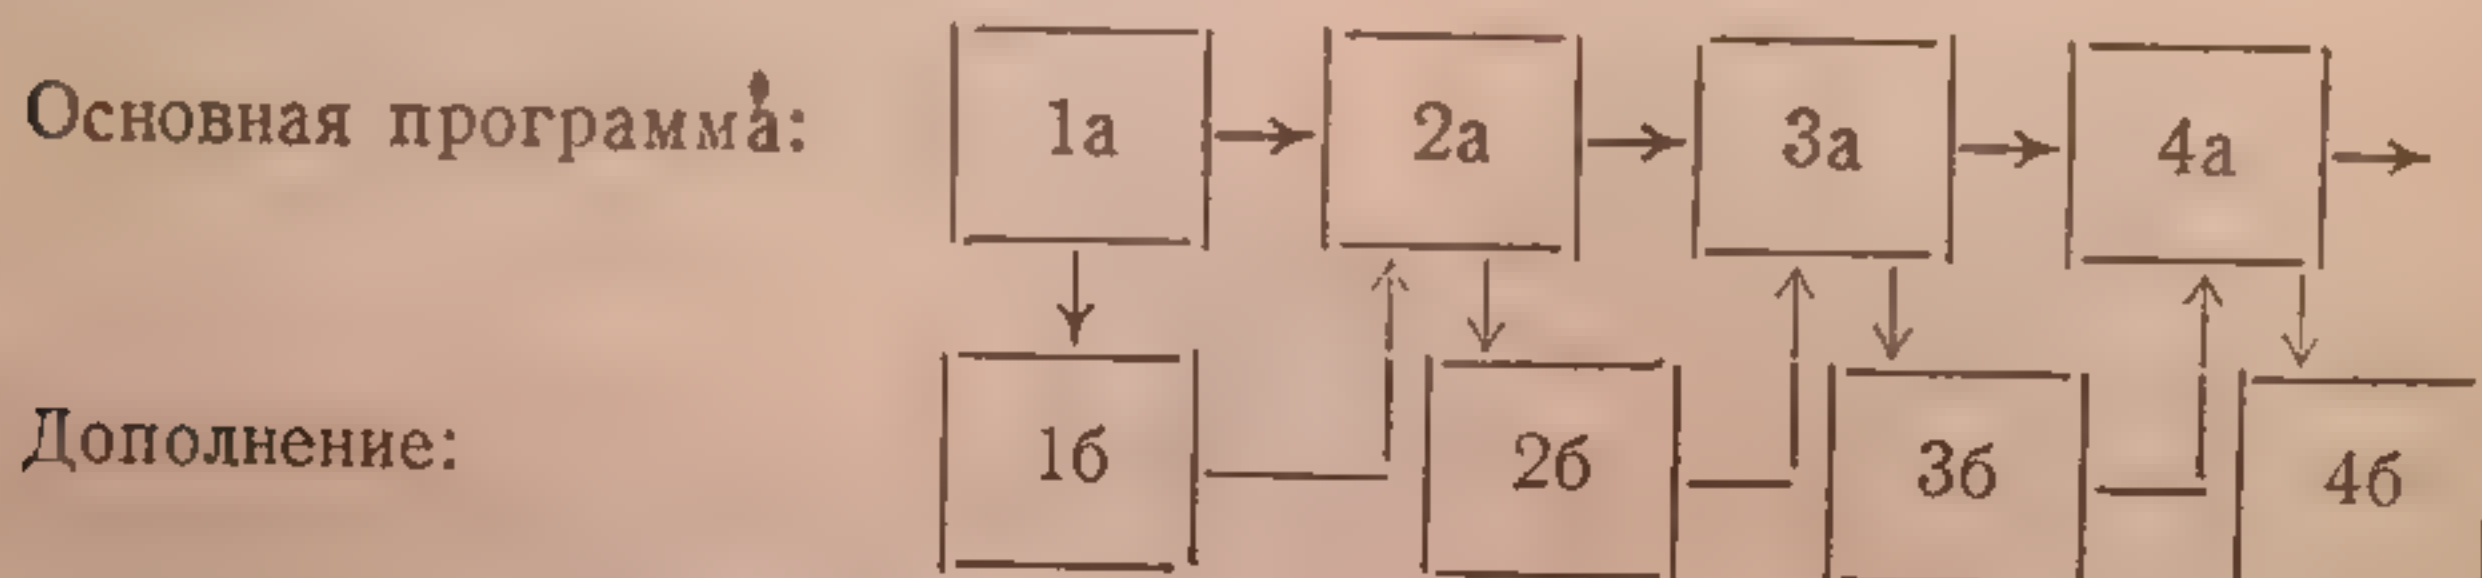 Основная программа: 1а 2а 3а 4а
Дополнение: 1б 2б 3б 4б